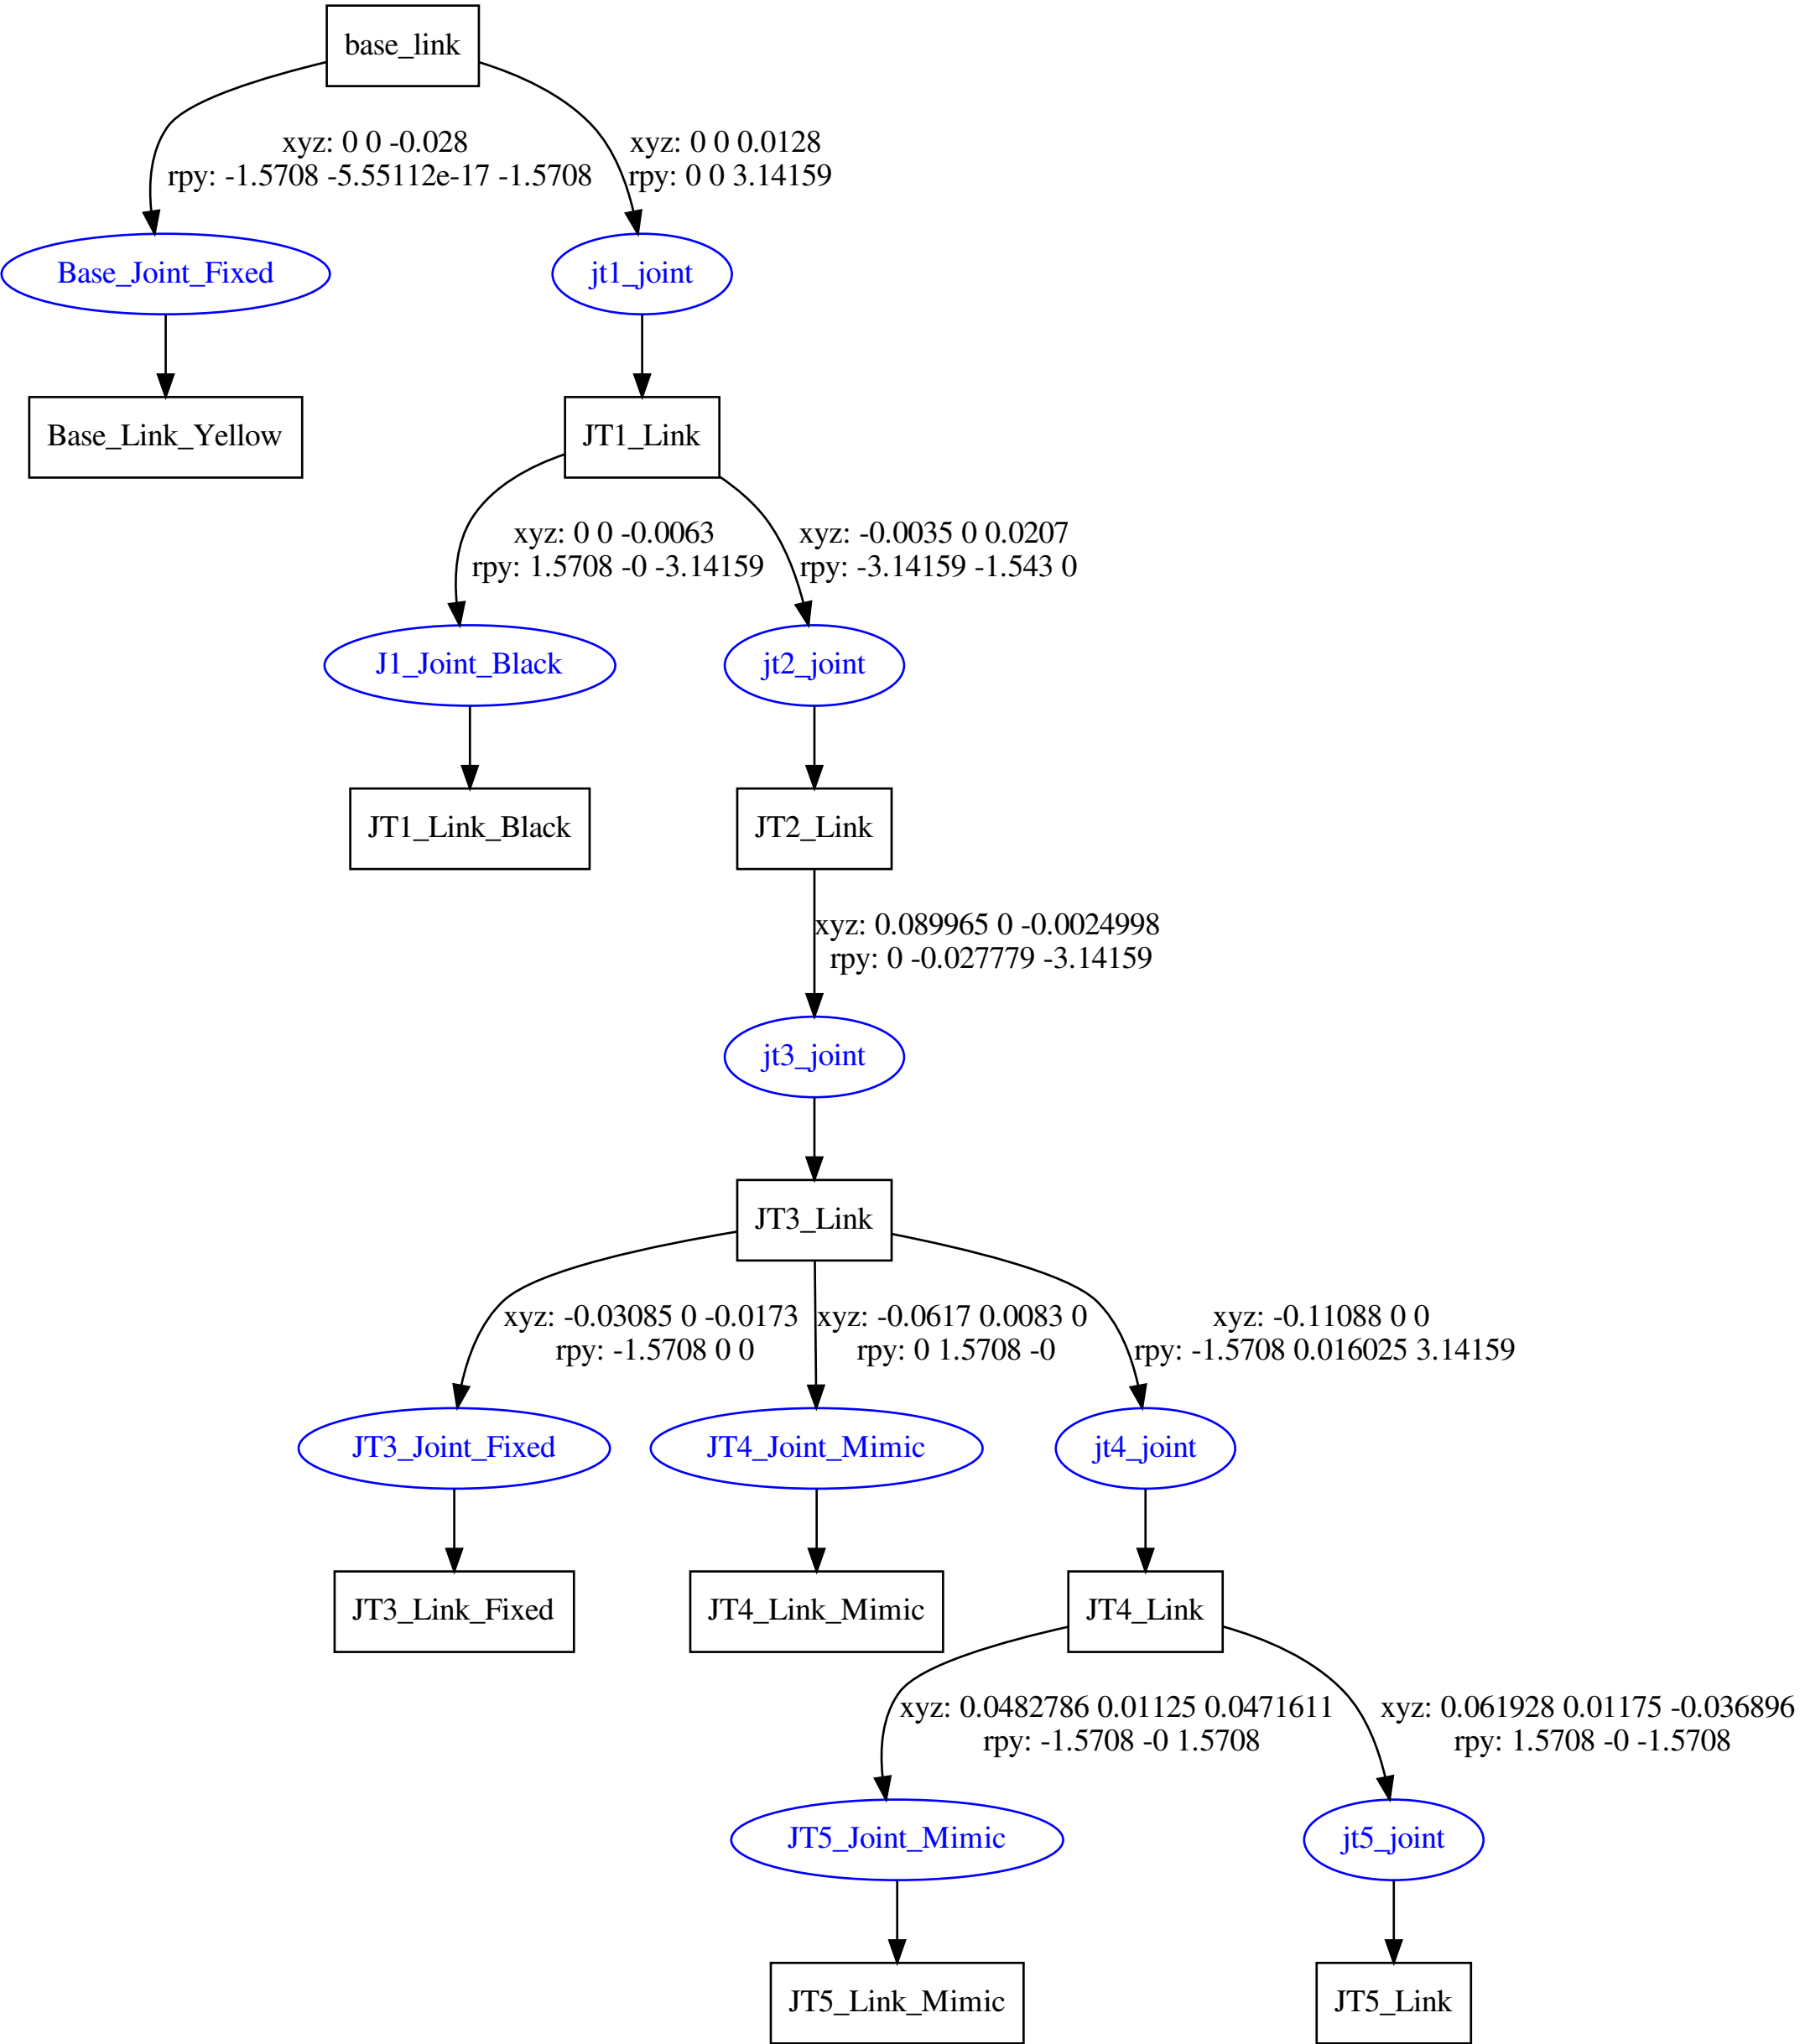 base_link
xyz: 0 0 -0.028
rpy: -1.5708 -5.55112e-17 -1.5708
xyz: 0 0 0.0128
rpy: 0 0 3.14159
Base_Joint_Fixed
jt1_joint
Base_Link_Yellow
JT1_Link
xyz: 0 0 -0.0063
rpy: 1.5708 -0 -3.14159
xyz: -0.0035 0 0.0207
rpy: -3.14159 -1.543 0
J1_Joint_Black
jt2_joint
JT1_Link_Black
JT2_Link
xyz: 0.089965 0 -0.0024998
rpy: 0 -0.027779 -3.14159
jt3_joint
JT3_Link
xyz: -0.03085 0 -0.0173
rpy: -1.5708 0 0
xyz: -0.0617 0.0083 0
rpy: 0 1.5708 -0
xyz: -0.11088 0 0
rpy: -1.5708 0.016025 3.14159
JT3_Joint_Fixed
JT4_Joint_Mimic
jt4_joint
JT3_Link_Fixed
JT4_Link_Mimic
JT4_Link
xyz: 0.0482786 0.01125 0.0471611
rpy: -1.5708 -0 1.5708
xyz: 0.061928 0.01175 -0.036896
rpy: 1.5708 -0 -1.5708
JT5_Joint_Mimic
jt5_joint
JT5_Link_Mimic
JT5_Link